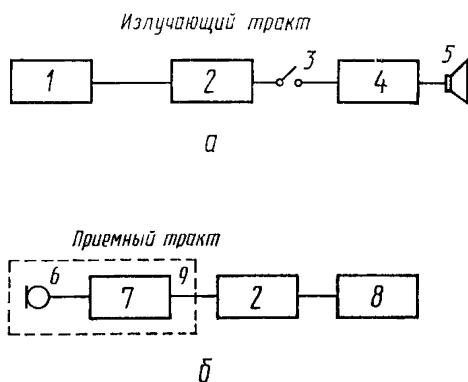 Излучающий тракт
1 2 3 4 5
а
Приемный тракт
6 7 9 2 8
б